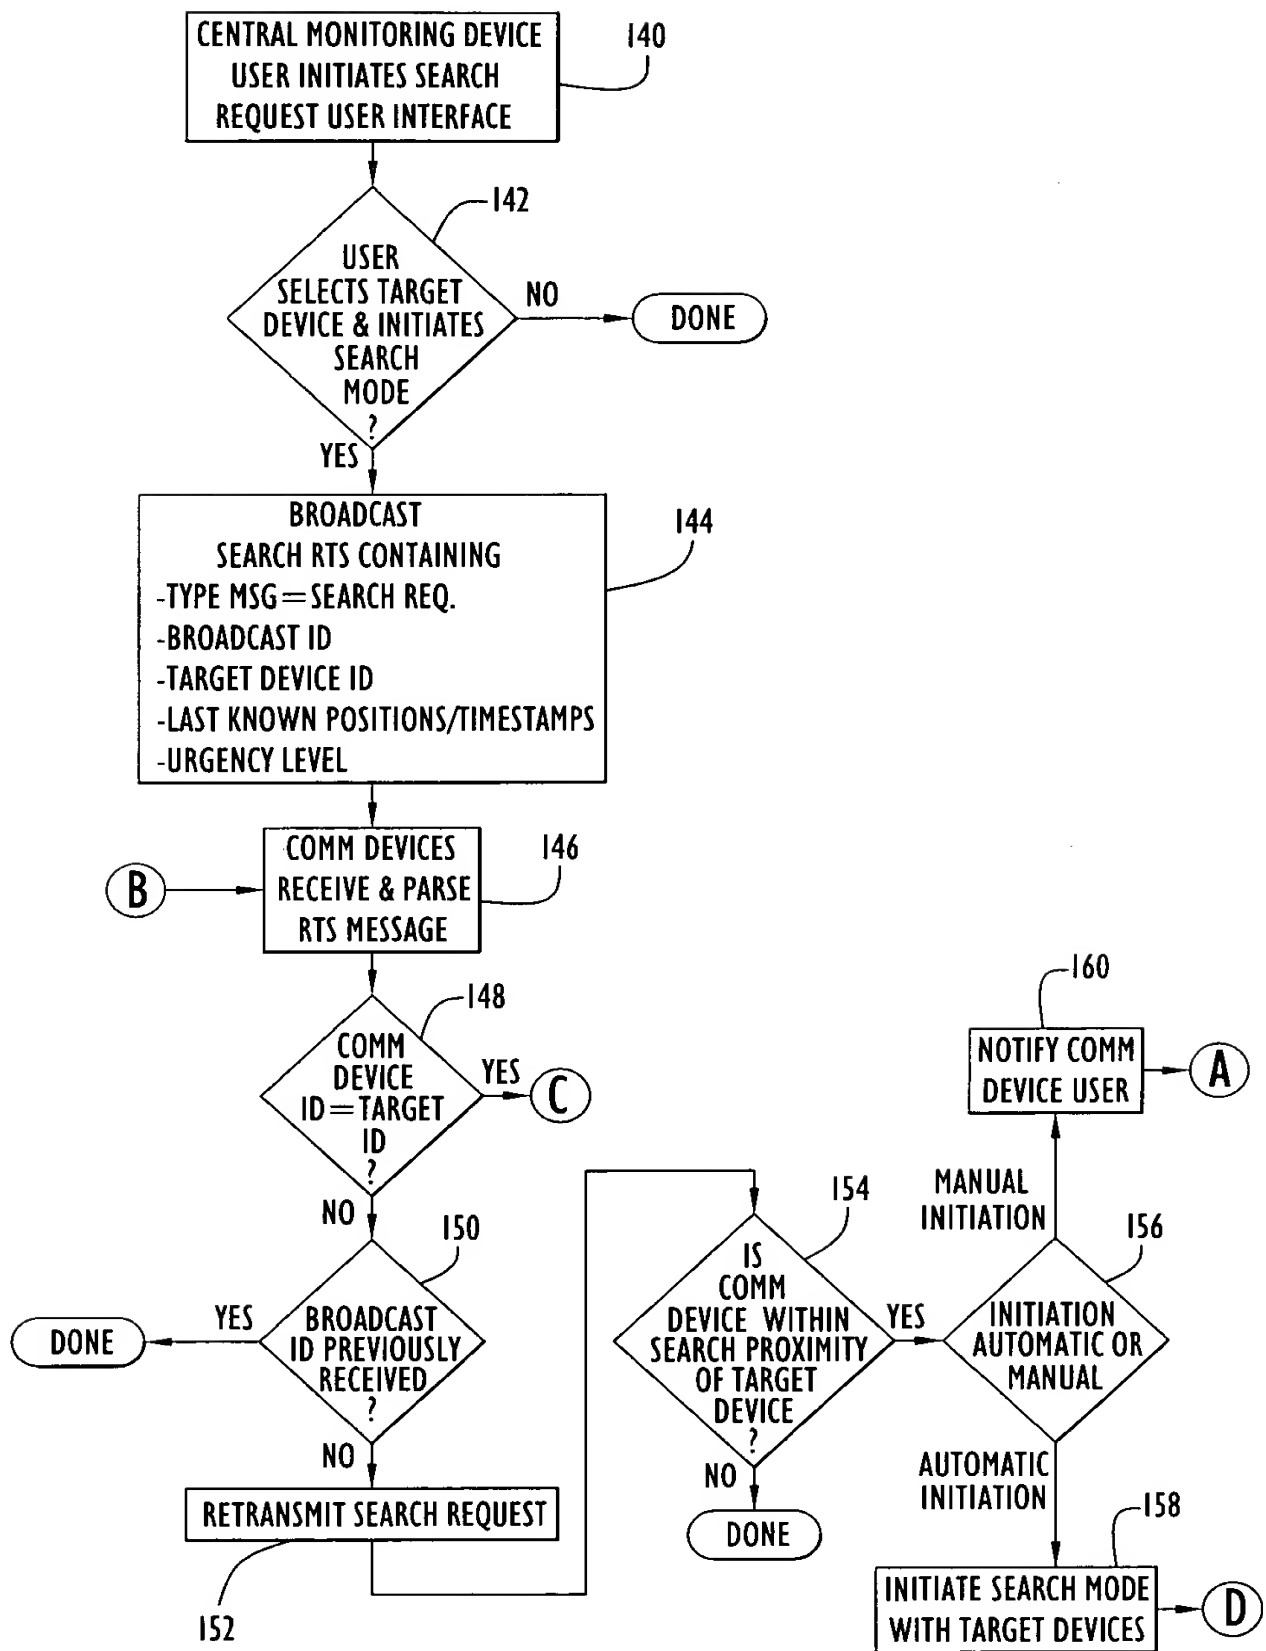 CENTRAL MONITORING DEVICE
USER INITIATES SEARCH
REQUEST USER INTERFACE
140
142
USER
SELECTS TARGET
DEVICE & INITIATES
SEARCH
MODE
?
NO
DONE
YES
BROADCAST
SEARCH RTS CONTAINING
-TYPE MSG=SEARCH REQ.
-BROADCAST ID
-TARGET DEVICE ID
-LAST KNOWN POSITIONS/TIMESTAMPS
-URGENCY LEVEL
144
B
COMM DEVICES
RECEIVE & PARSE
RTS MESSAGE
146
148
COMM
DEVICE
ID=TARGET
ID
?
YES
C
NO
150
BROADCAST
ID PREVIOUSLY
RECEIVED
?
YES
DONE
NO
RETRANSMIT SEARCH REQUEST
152
154
IS
COMM
DEVICE WITHIN
SEARCH PROXIMITY
OF TARGET
DEVICE
?
NO
DONE
YES
156
INITIATION
AUTOMATIC OR
MANUAL
MANUAL
INITIATION
160
NOTIFY COMM
DEVICE USER
A
AUTOMATIC
INITIATION
158
INITIATE SEARCH MODE
WITH TARGET DEVICES
D